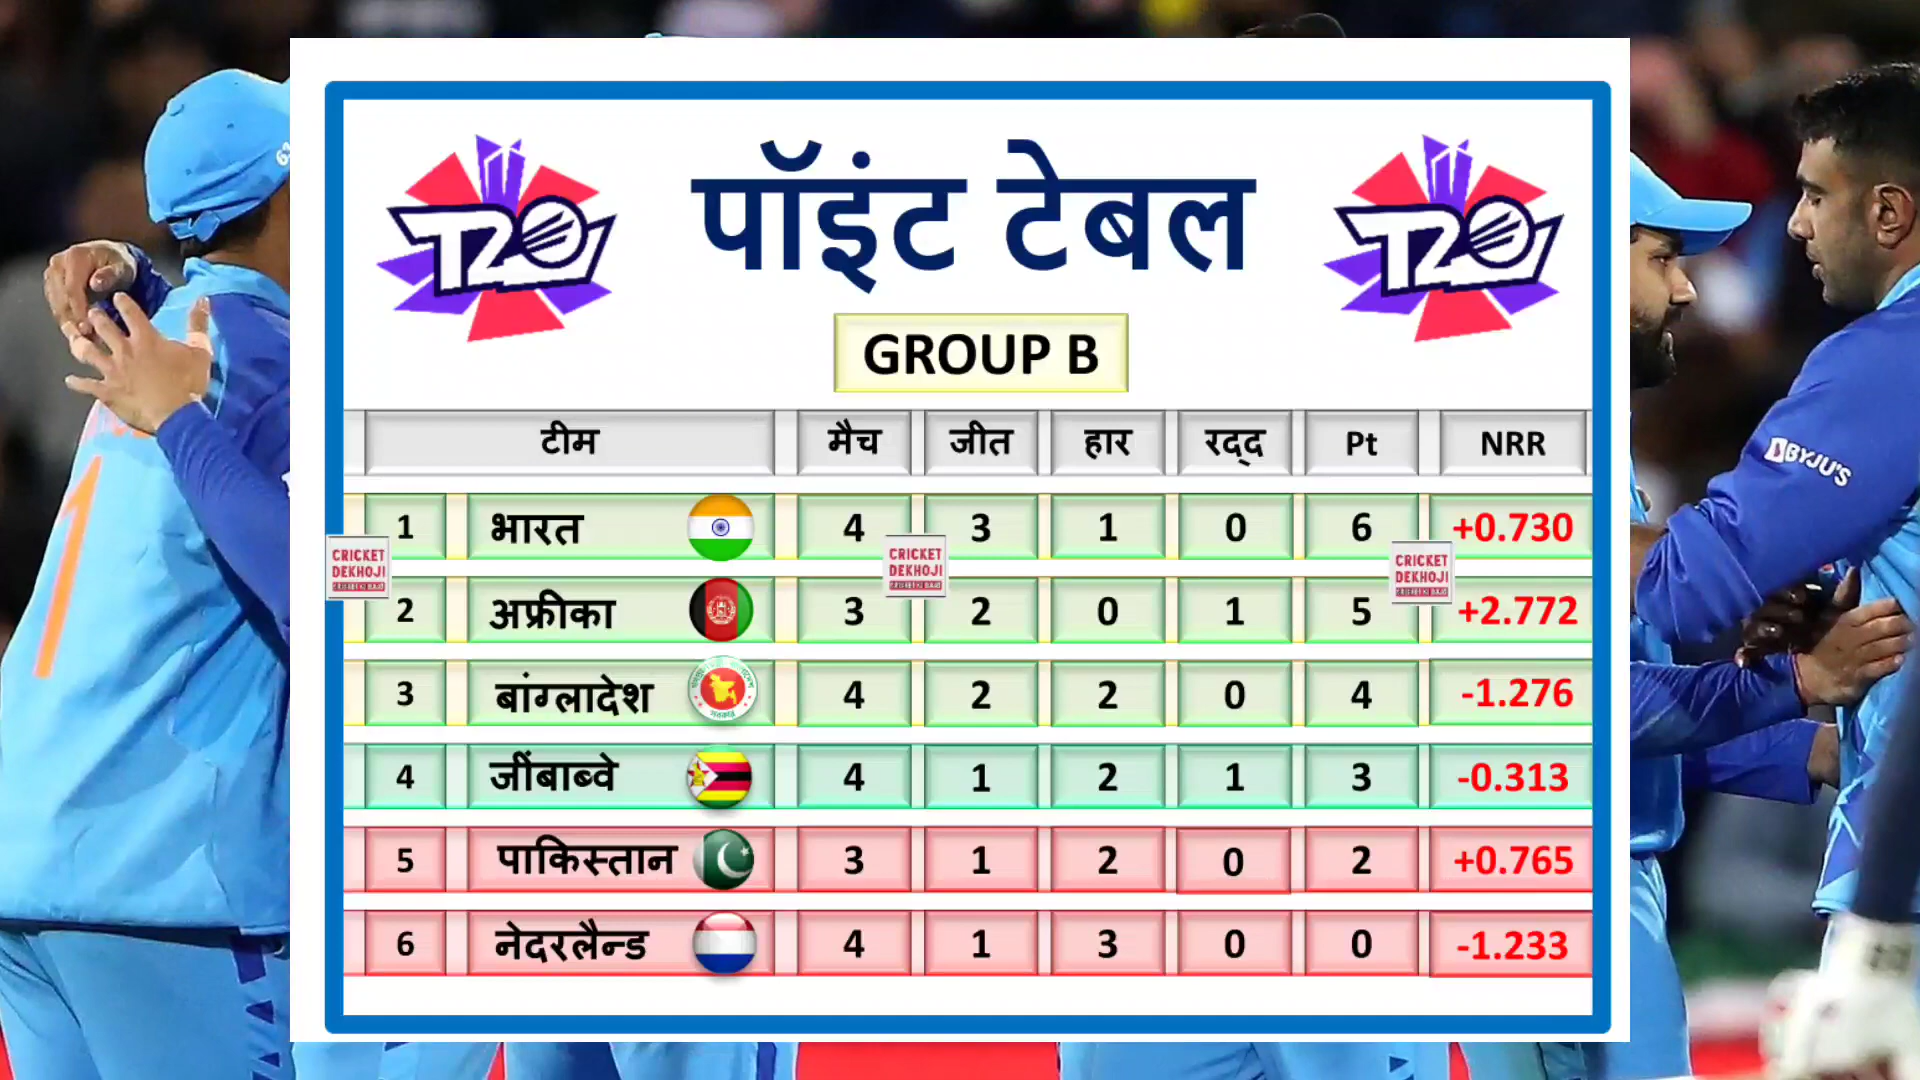 पॉइंट टेबल
T20
T20
GROUP B
टीम मैच जीत हार रद्द Pt NRR
1 भारत 4 3 1 0 6 +0.730
CRICKET DEKHOJI
CRICKET DEKHOJI
CRICKET DEKHOJI
2 अफ्रीका 3 2 0 1 5 +2.772
3 बांग्लादेश 4 2 2 0 4 -1.276
4 जींबाब्वे 4 1 2 1 3 -0.313
5 पाकिस्तान 3 1 2 0 2 +0.765
6 नेदरलैन्ड 4 1 3 0 0 -1.233
BYJU'S
1